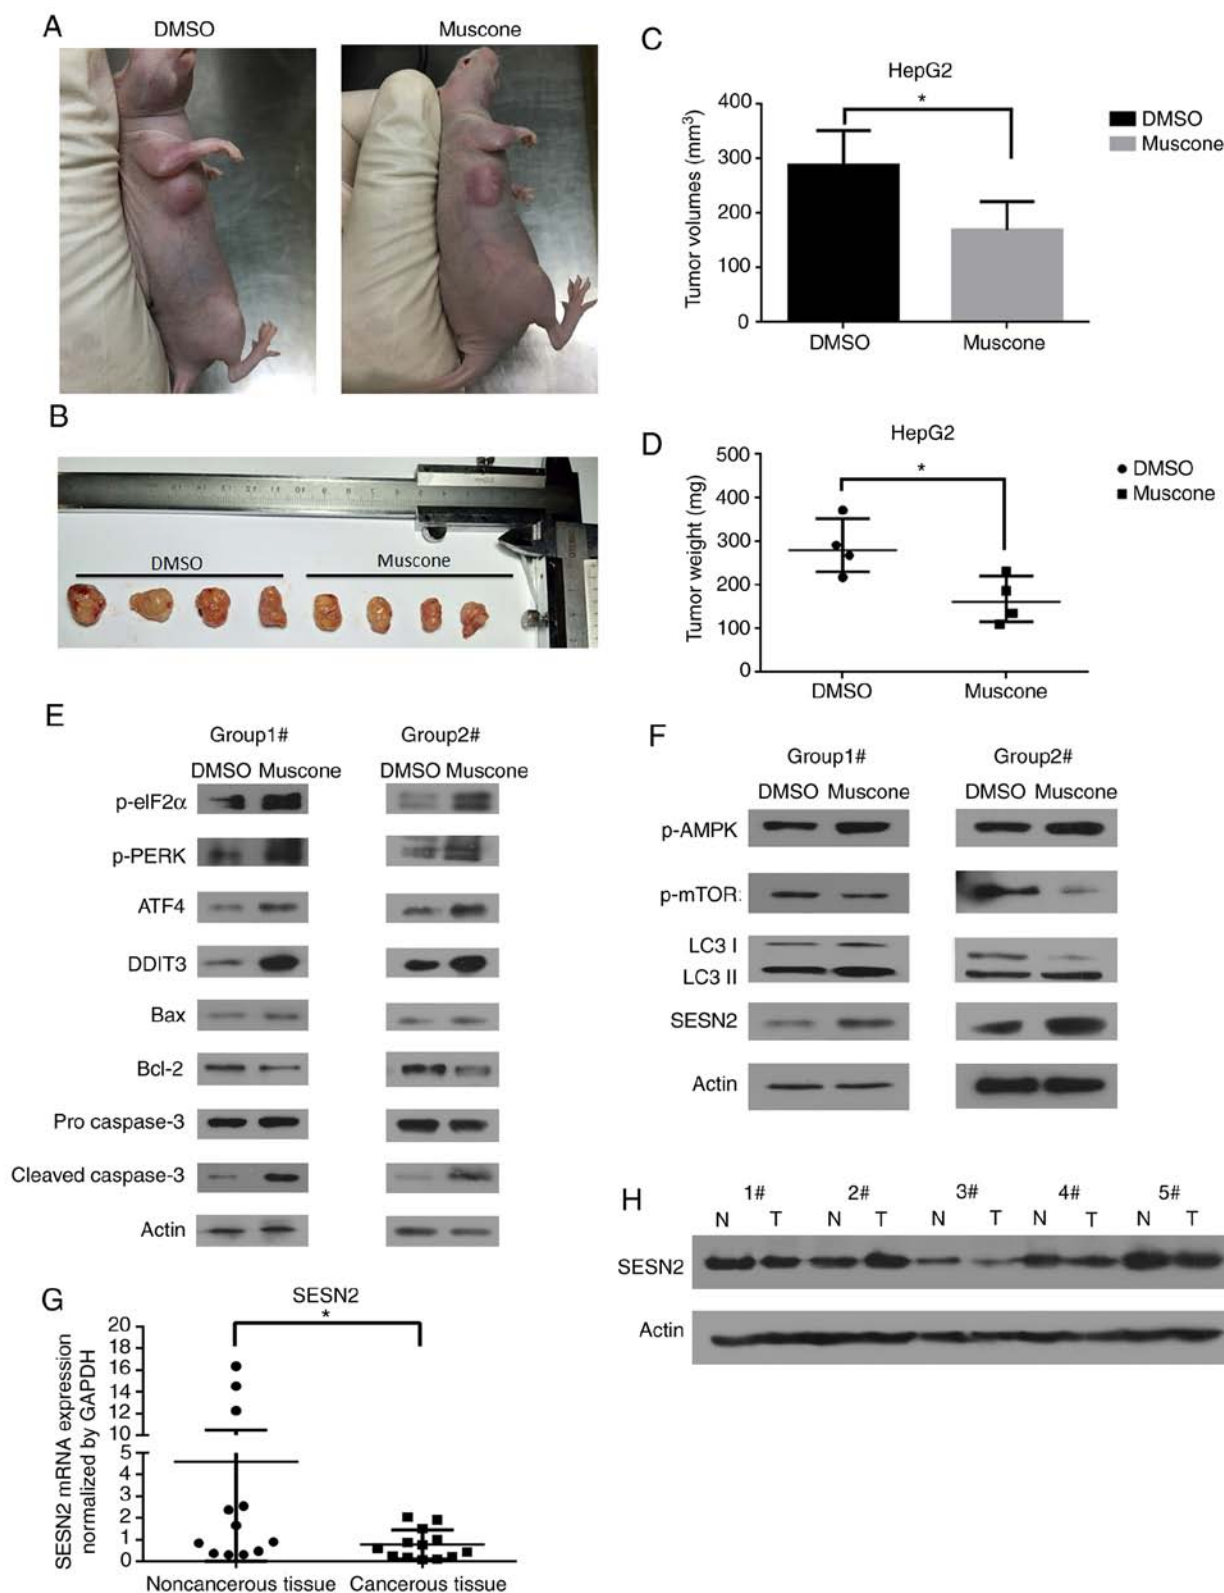 A
DMSO
Muscone
B
DMSO
Muscone
C
HepG2
*
Tumor volumes (mm³)
400
300
200
100
0
DMSO
Muscone
DMSO
Muscone
D
HepG2
*
Tumor weight (mg)
500
400
300
200
100
0
DMSO
Muscone
DMSO
Muscone
E
Group1#
Group2#
DMSO Muscone
DMSO Muscone
p-eIF2α
p-PERK
ATF4
DDIT3
Bax
Bcl-2
Pro caspase-3
Cleaved caspase-3
Actin
F
Group1#
Group2#
DMSO Muscone
DMSO Muscone
p-AMPK
p-mTOR:
LC3 I
LC3 II
SESN2
Actin
G
SESN2
*
SESN2 mRNA expression
normalized by GAPDH
20
18
16
14
12
10
5
4
3
2
1
0
Noncancerous tissue
Cancerous tissue
H
1# 2# 3# 4# 5#
N T N T N T N T N T
SESN2
Actin